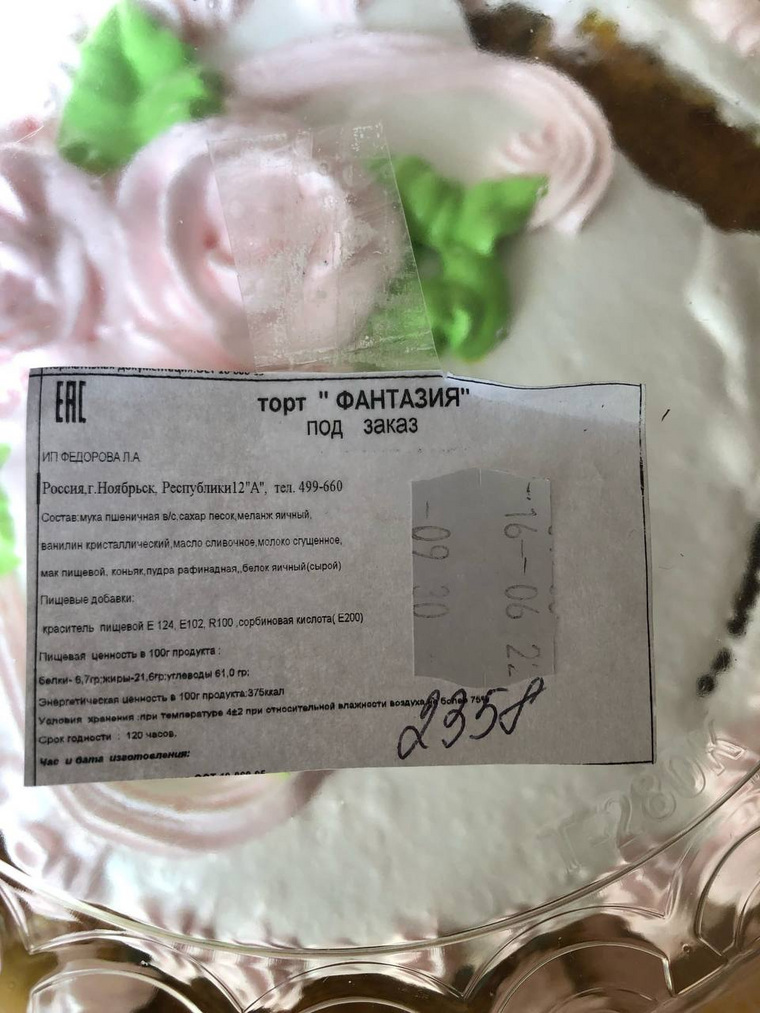 ЕАС
торт " ФАНТАЗИЯ"
под заказ
ИП ФЕДОРОВА Л.А.
Россия,г.Ноябрьск, Республики12"А", тел. 499-660
Состав:мука пшеничная в/с,сахар песок,меланж яичный,
ванилин кристаллический,масло сливочное,молоко сгущенное,
мак пищевой, коньяк,пудра рафинадная,,белок яичный(сырой)
Пищевые добавки:
краситель пищевой Е 124, Е102, R100 ,сорбиновая кислота( Е200)
Пищевая ценность в 100г продукта :
белки- 6,7гр;жиры-21,6гр;углеводы 61,0 гр;
Энергетическая ценность в 100г продукта:375ккал
Условия хранения :при температуре 4±2 при относительной влажности воздуха не более 75%
Срок годности : 120 часов.
Час и дата изготовления:
-16-06 22
-09 30
2358
Г-280К